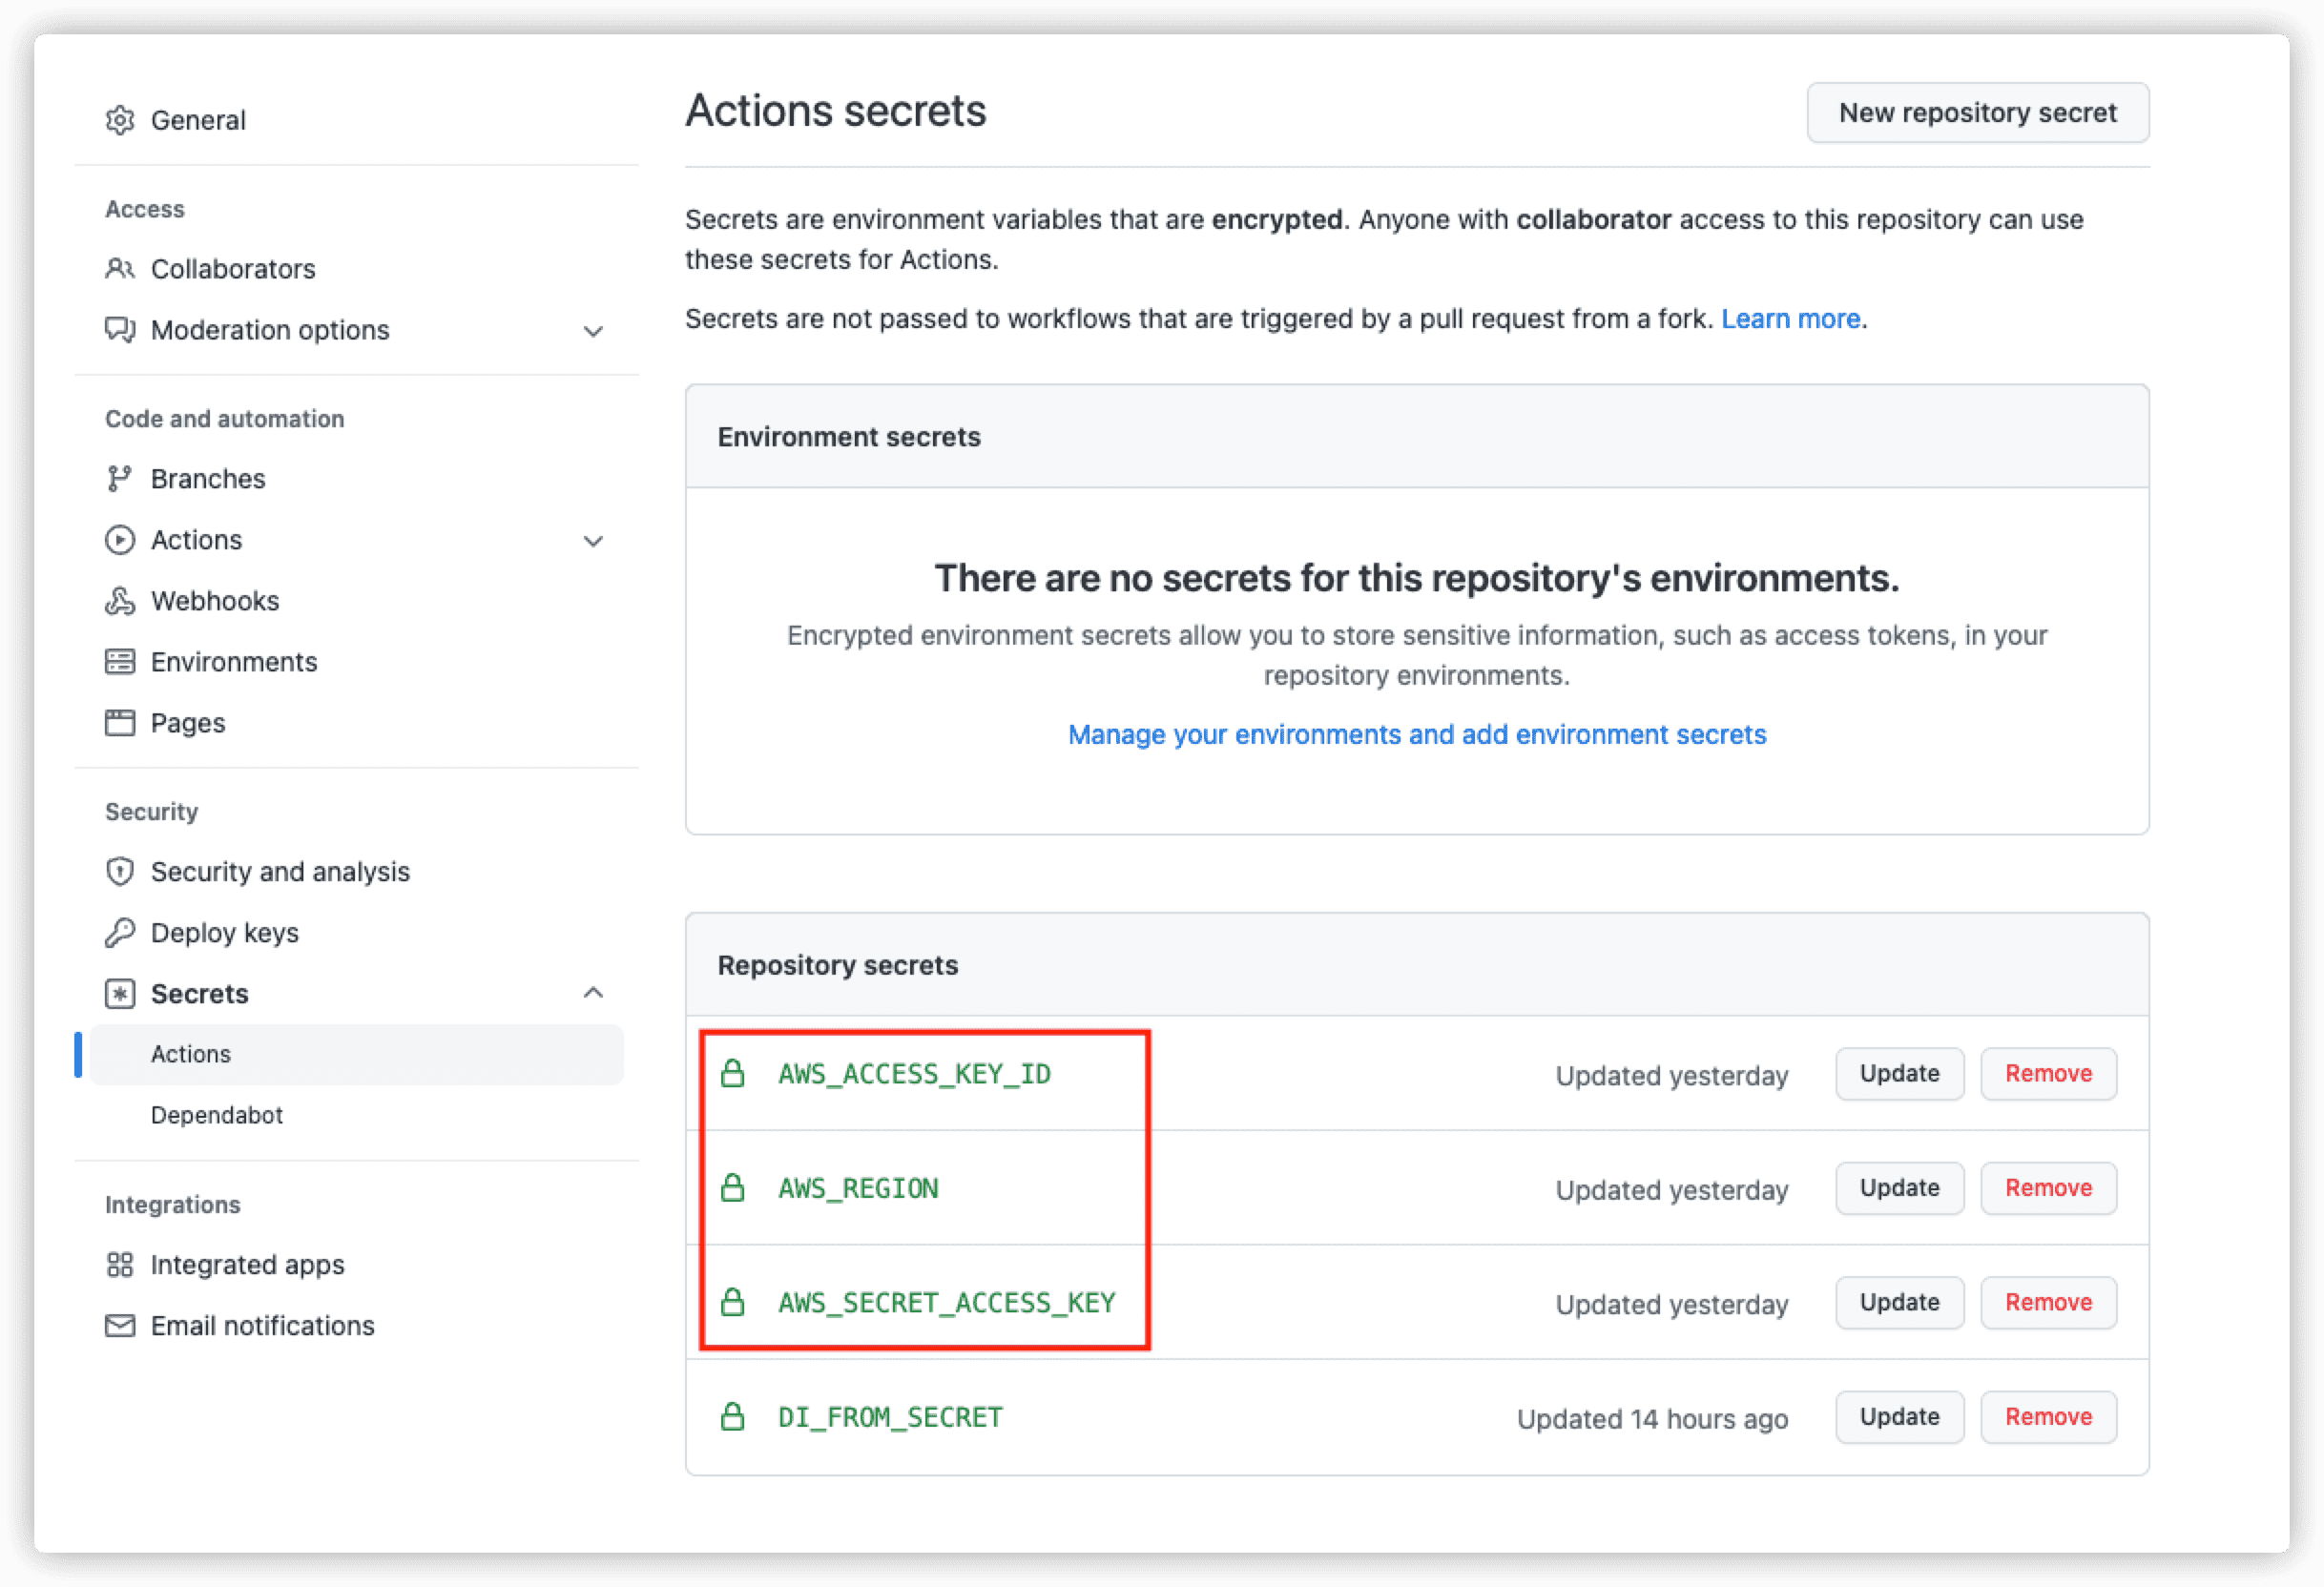 General
Access
Collaborators
Moderation options
Code and automation
Branches
Actions
Webhooks
Environments
Pages
Security
Security and analysis
Deploy keys
Secrets
Actions
Dependabot
Integrations
Integrated apps
Email notifications
Actions secrets
New repository secret
Secrets are environment variables that are encrypted. Anyone with collaborator access to this repository can use
these secrets for Actions.
Secrets are not passed to workflows that are triggered by a pull request from a fork. Learn more.
Environment secrets
There are no secrets for this repository's environments.
Encrypted environment secrets allow you to store sensitive information, such as access tokens, in your
repository environments.
Manage your environments and add environment secrets
Repository secrets
AWS_ACCESS_KEY_ID Updated yesterday Update Remove
AWS_REGION Updated yesterday Update Remove
AWS_SECRET_ACCESS_KEY Updated yesterday Update Remove
DI_FROM_SECRET Updated 14 hours ago Update Remove